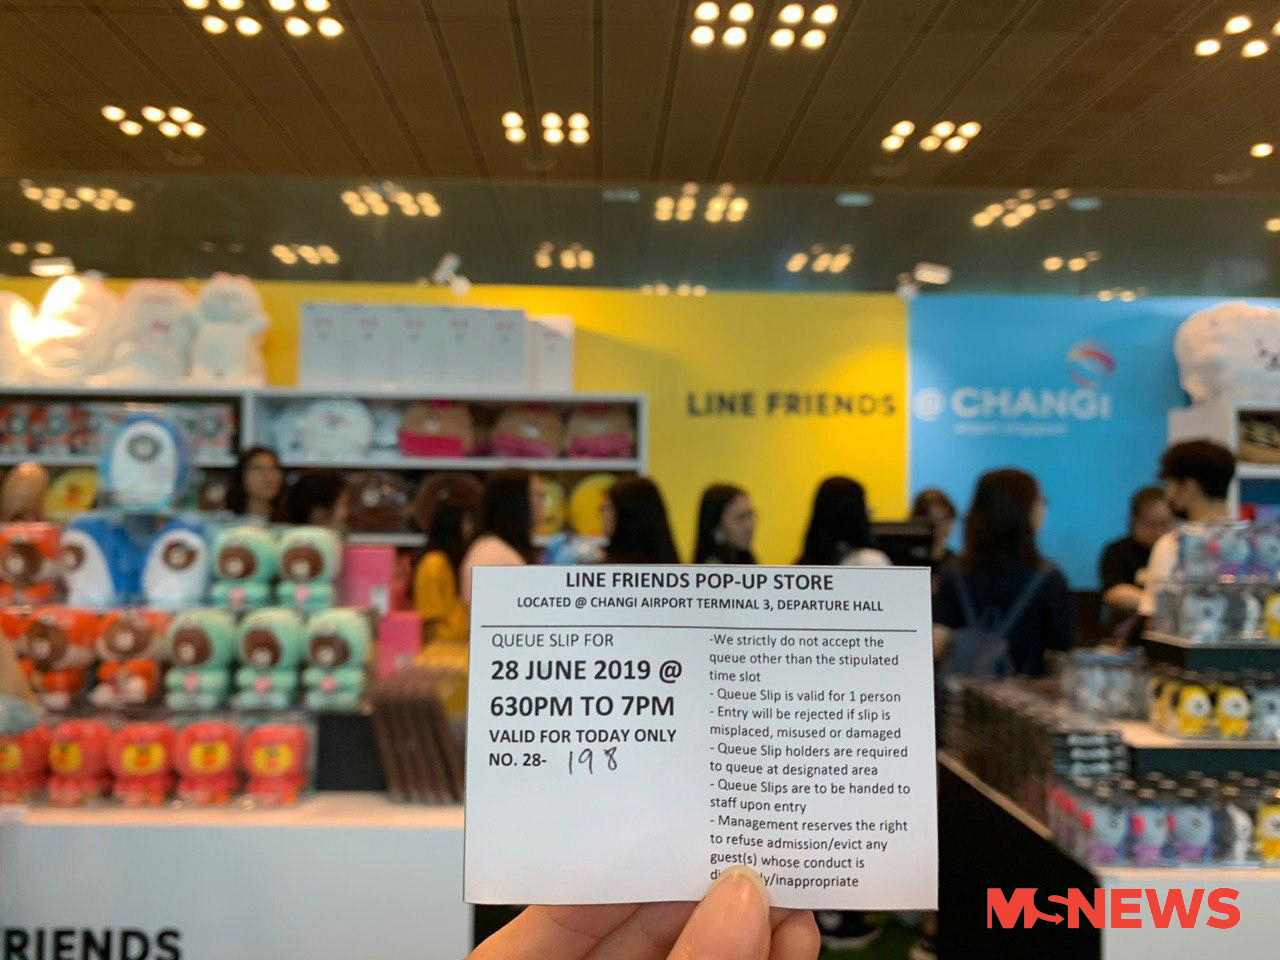 LINE FRIENDS
@ CHANGI
airport singapore
LINE FRIENDS POP-UP STORE
LOCATED @ CHANGI AIRPORT TERMINAL 3, DEPARTURE HALL
QUEUE SLIP FOR
28 JUNE 2019 @
630PM TO 7PM
VALID FOR TODAY ONLY
NO. 28- 198
-We strictly do not accept the
queue other than the stipulated
time slot
- Queue Slip is valid for 1 person
- Entry will be rejected if slip is
misplaced, misused or damaged
- Queue Slip holders are required
to queue at designated area
- Queue Slips are to be handed to
staff upon entry
- Management reserves the right
to refuse admission/evict any
guest(s) whose conduct is
/inappropriate
FRIENDS
MSNEWS